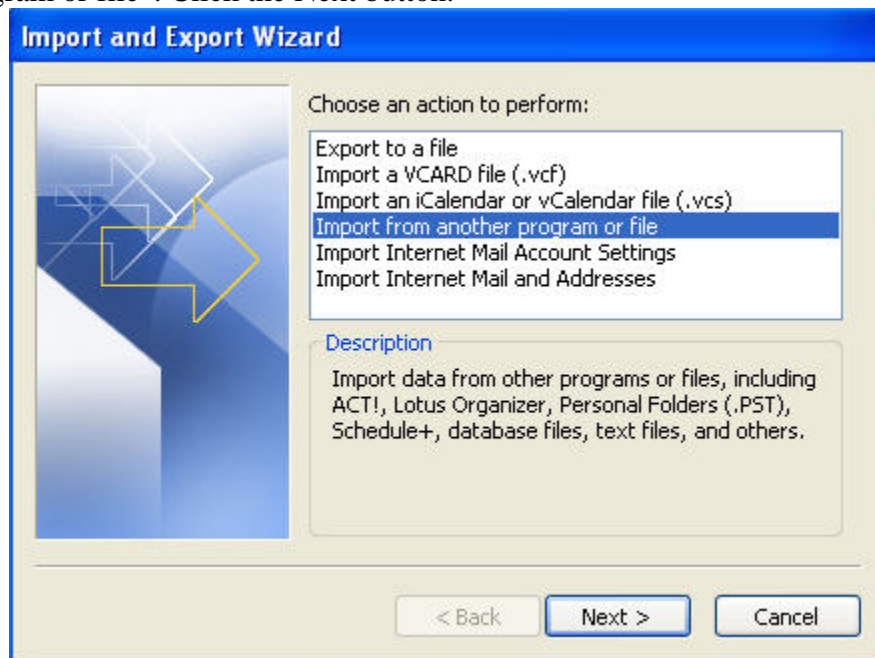 Import and Export Wizard
Choose an action to perform:
Export to a file
Import a VCARD file (.vcf)
Import an iCalendar or vCalendar file (.vcs)
Import from another program or file
Import Internet Mail Account Settings
Import Internet Mail and Addresses
Description
Import data from other programs or files, including
ACT!, Lotus Organizer, Personal Folders (.PST),
Schedule+, database files, text files, and others.
< Back Next > Cancel